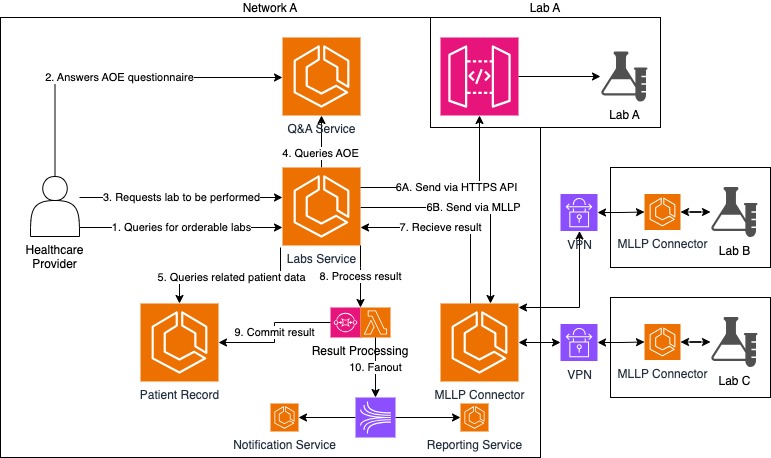 Network A
Lab A
2. Answers AOE questionnaire
Q&A Service
Lab A
4. Queries AOE
3. Requests lab to be performed
6A. Send via HTTPS API
6B. Send via MLLP
1. Queries for orderable labs
7. Recieve result
Healthcare
Provider
Labs Service
VPN
MLLP Connector
Lab B
5. Queries related patient data
8. Process result
9. Commit result
Result Processing
10. Fanout
Patient Record
MLLP Connector
VPN
MLLP Connector
Lab C
Notification Service
Reporting Service